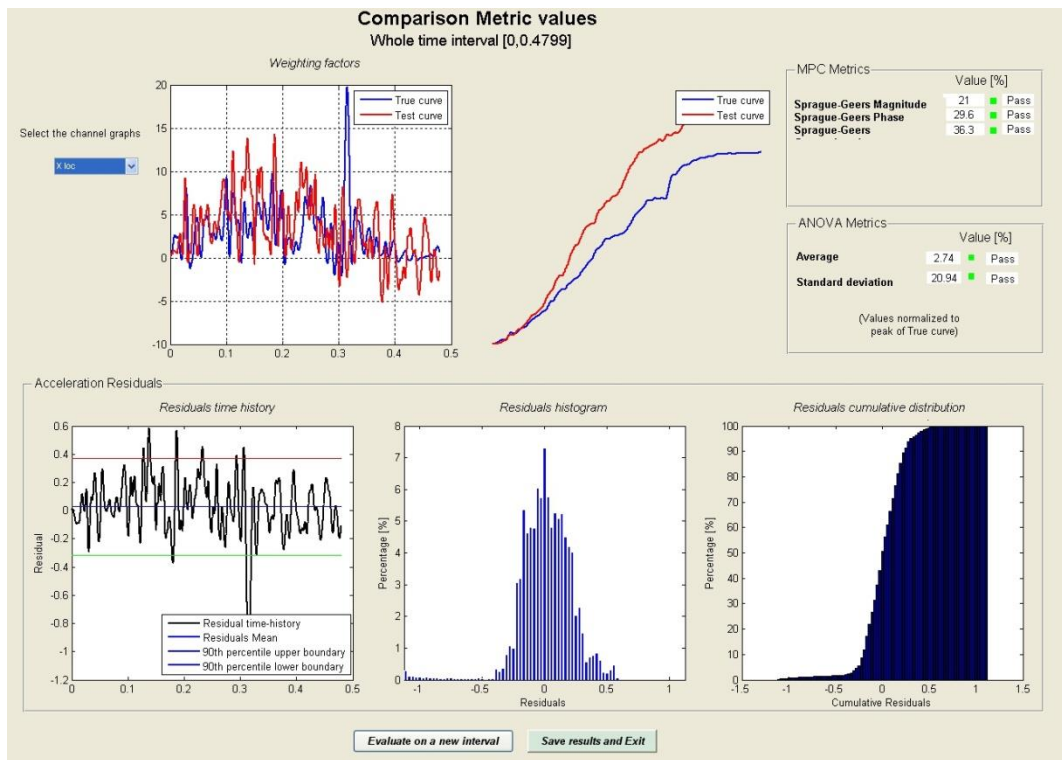 Comparison Metric values
Whole time interval [0,0.4799]
Weighting factors
Select the channel graphs
X loc
20
15
10
5
0
-5
-10
0
0.1
0.2
0.3
0.4
0.5
True curve
Test curve
True curve
Test curve
MPC Metrics
Value [%]
Sprague-Geers Magnitude 21 Pass
Sprague-Geers Phase 29.6 Pass
Sprague-Geers 36.3 Pass
ANOVA Metrics
Value [%]
Average 2.74 Pass
Standard deviation 20.94 Pass
(Values normalized to
peak of True curve)
Acceleration Residuals
Residuals time history
Residual
0.6
0.4
0.2
0
-0.2
-0.4
-0.6
-0.8
-1
-1.2
0
0.1
0.2
0.3
0.4
0.5
Residual time-history
Residuals Mean
90th percentile upper boundary
90th percentile lower boundary
Residuals histogram
Percentage [%]
8
7
6
5
4
3
2
1
0
-1
-0.5
0
0.5
1
Residuals
Residuals cumulative distribution
Percentage [%]
100
90
80
70
60
50
40
30
20
10
0
-1.5
-1
-0.5
0
0.5
1
1.5
Cumulative Residuals
Evaluate on a new interval
Save results and Exit